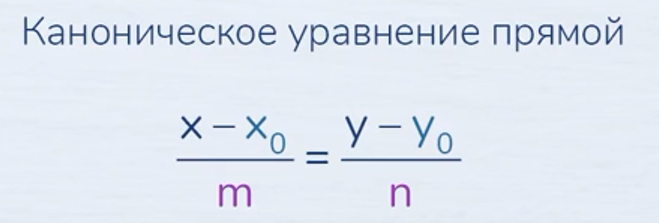 Каноническое уравнение прямой
x – x₀ / m = y – y₀ / n